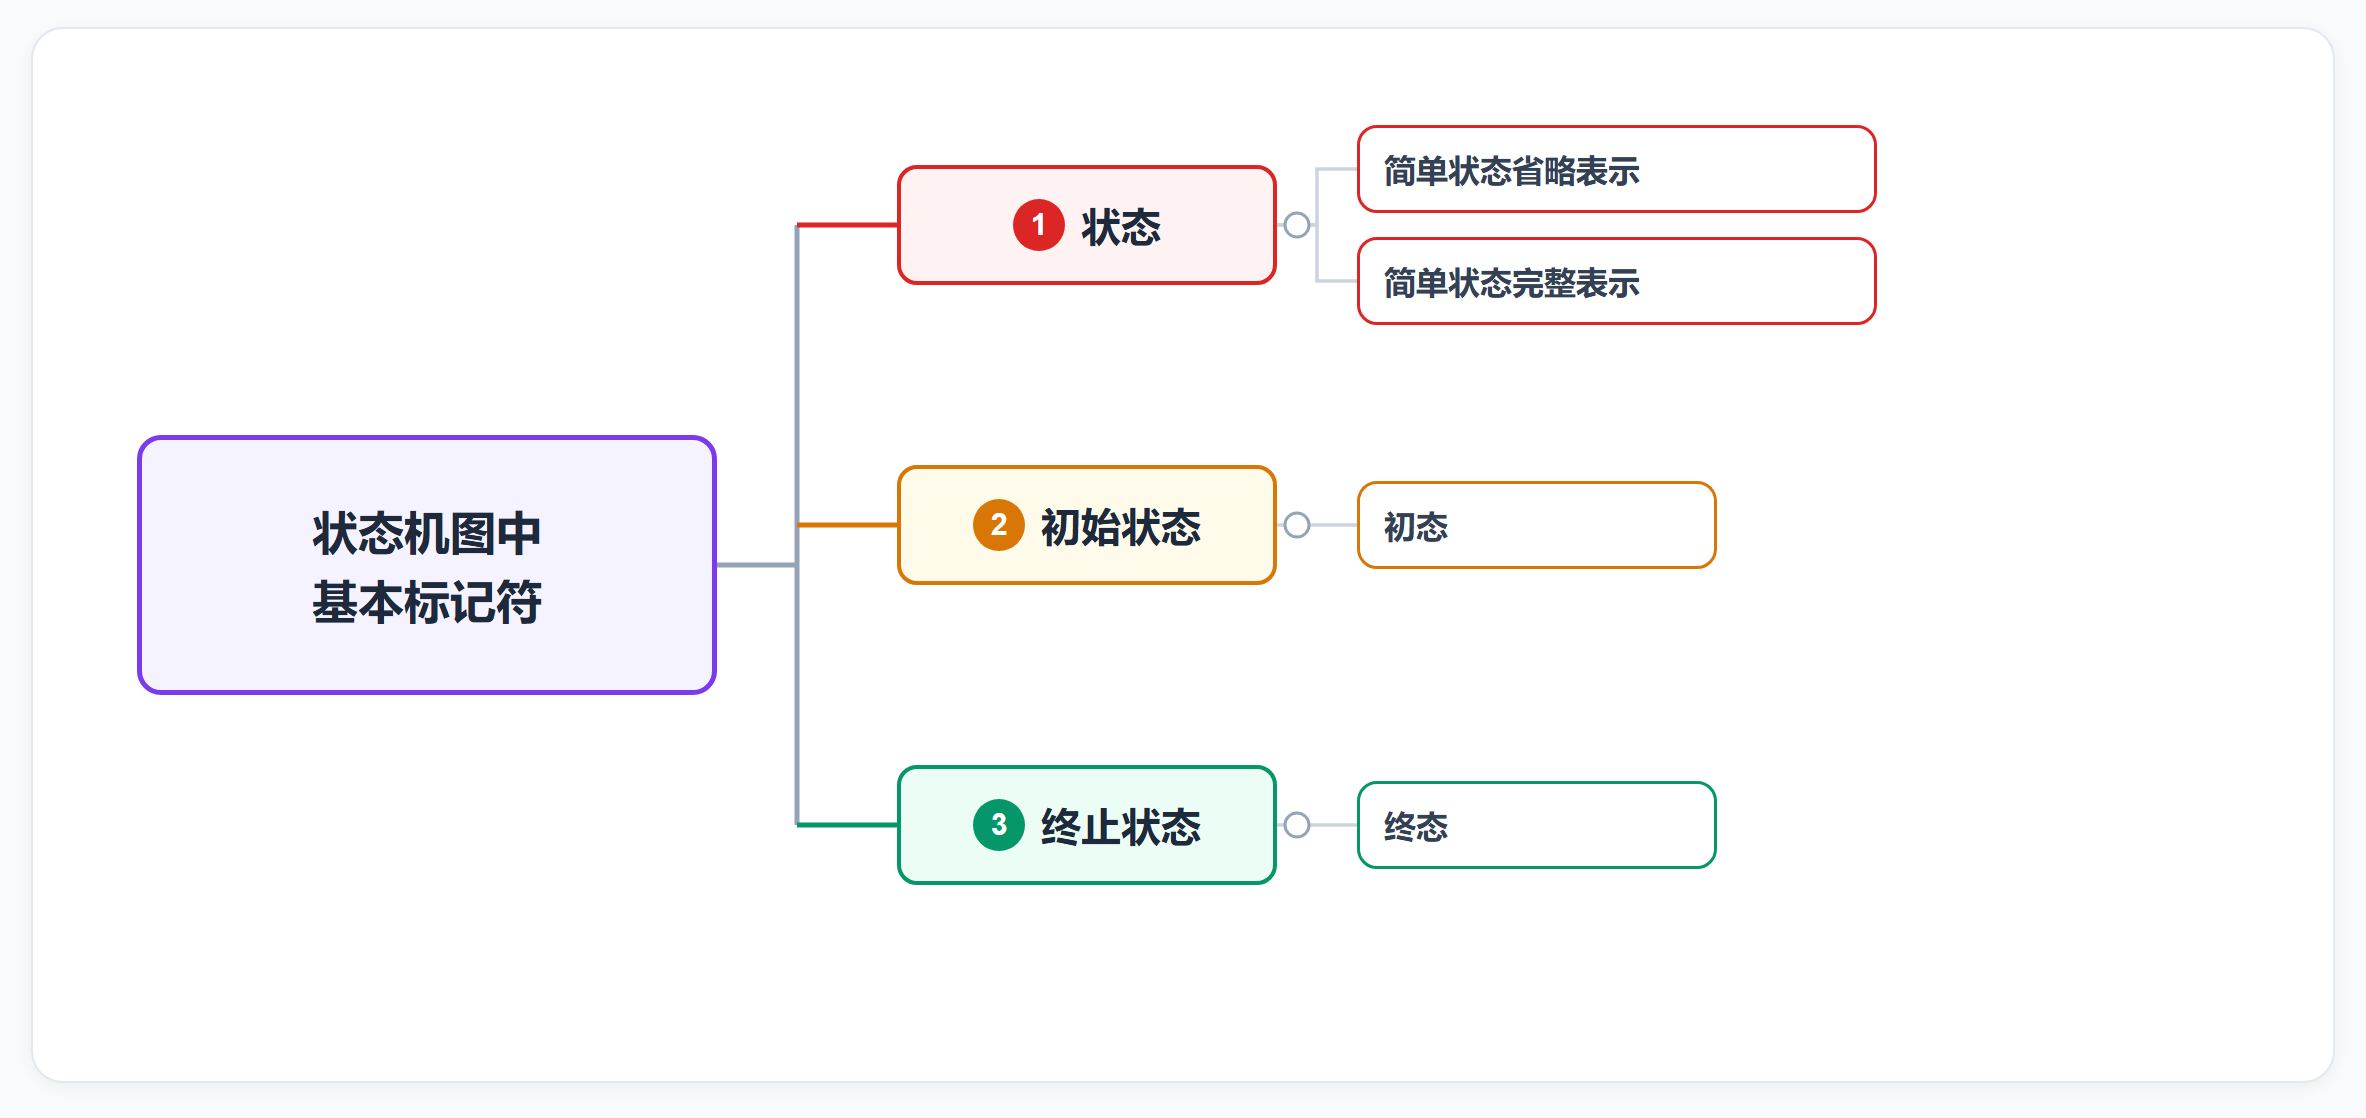 状态机图中
基本标记符
1 状态
简单状态省略表示
简单状态完整表示
2 初始状态
初态
3 终止状态
终态